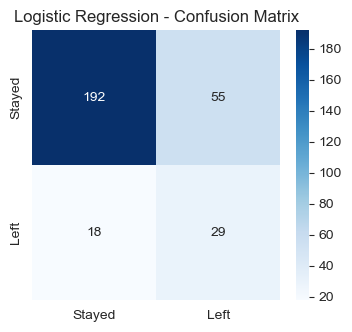 Logistic Regression - Confusion Matrix
Stayed
192
55
Left
18
29
Stayed
Left
180
160
140
120
100
80
60
40
20